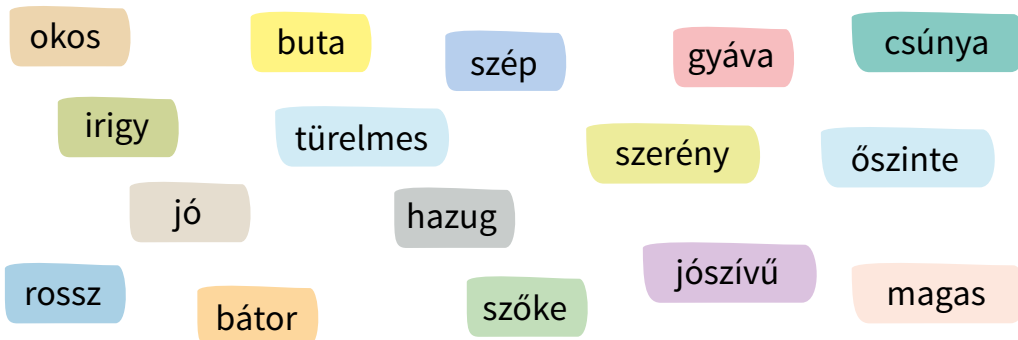 okos
buta
szép
gyáva
csúnya
irigy
türelmes
szerény
őszinte
jó
hazug
rossz
bátor
szőke
jószívű
magas